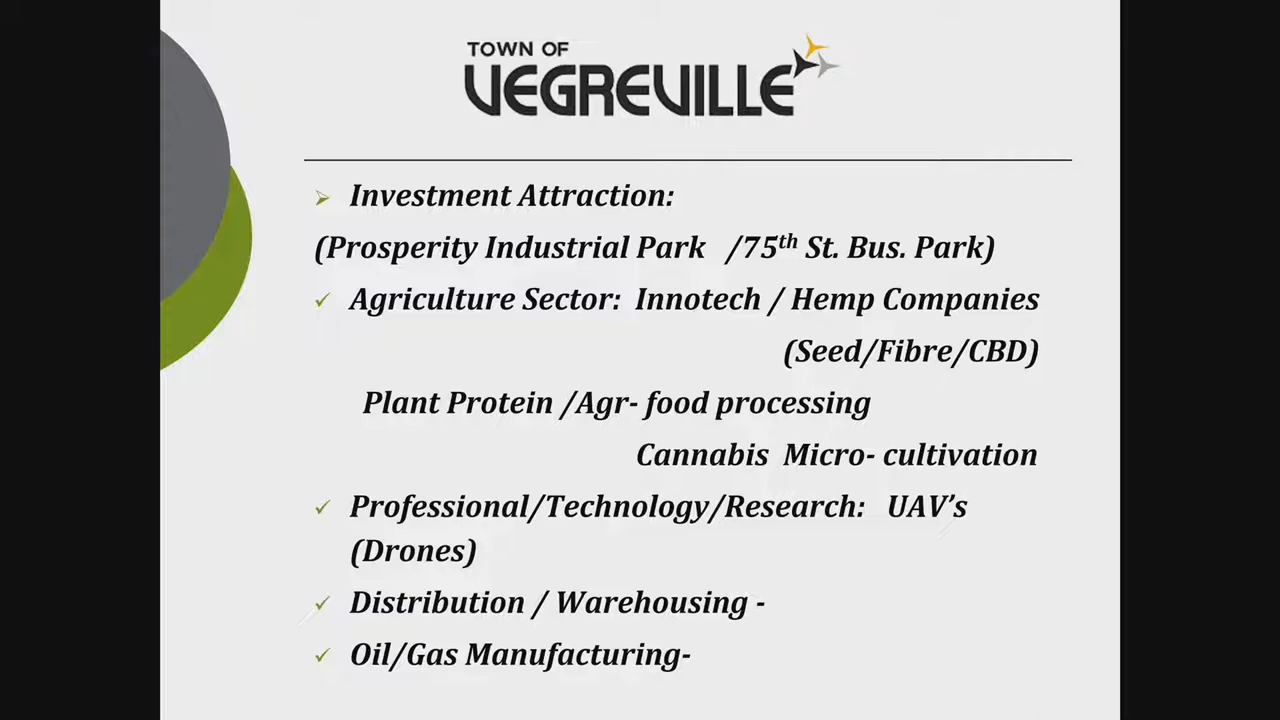 TOWN OF
VEGREVILLE
Investment Attraction:
(Prosperity Industrial Park /75th St. Bus. Park)
Agriculture Sector: Innotech / Hemp Companies
(Seed/Fibre/CBD)
Plant Protein /Agr- food processing
Cannabis Micro- cultivation
Professional/Technology/Research: UAV’s
(Drones)
Distribution / Warehousing -
Oil/Gas Manufacturing-